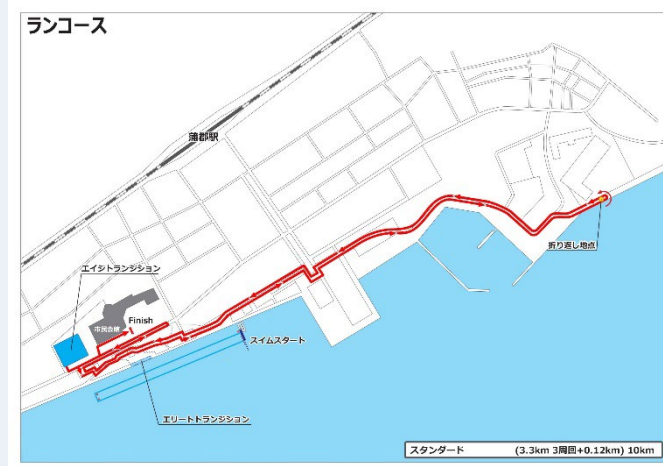 ランコース
蒲郡駅
折り返し地点
エイジトランジション
市民会館
Finish
スイムスタート
エリートトランジション
スタンダード (3.3km 3周回+0.12km) 10km